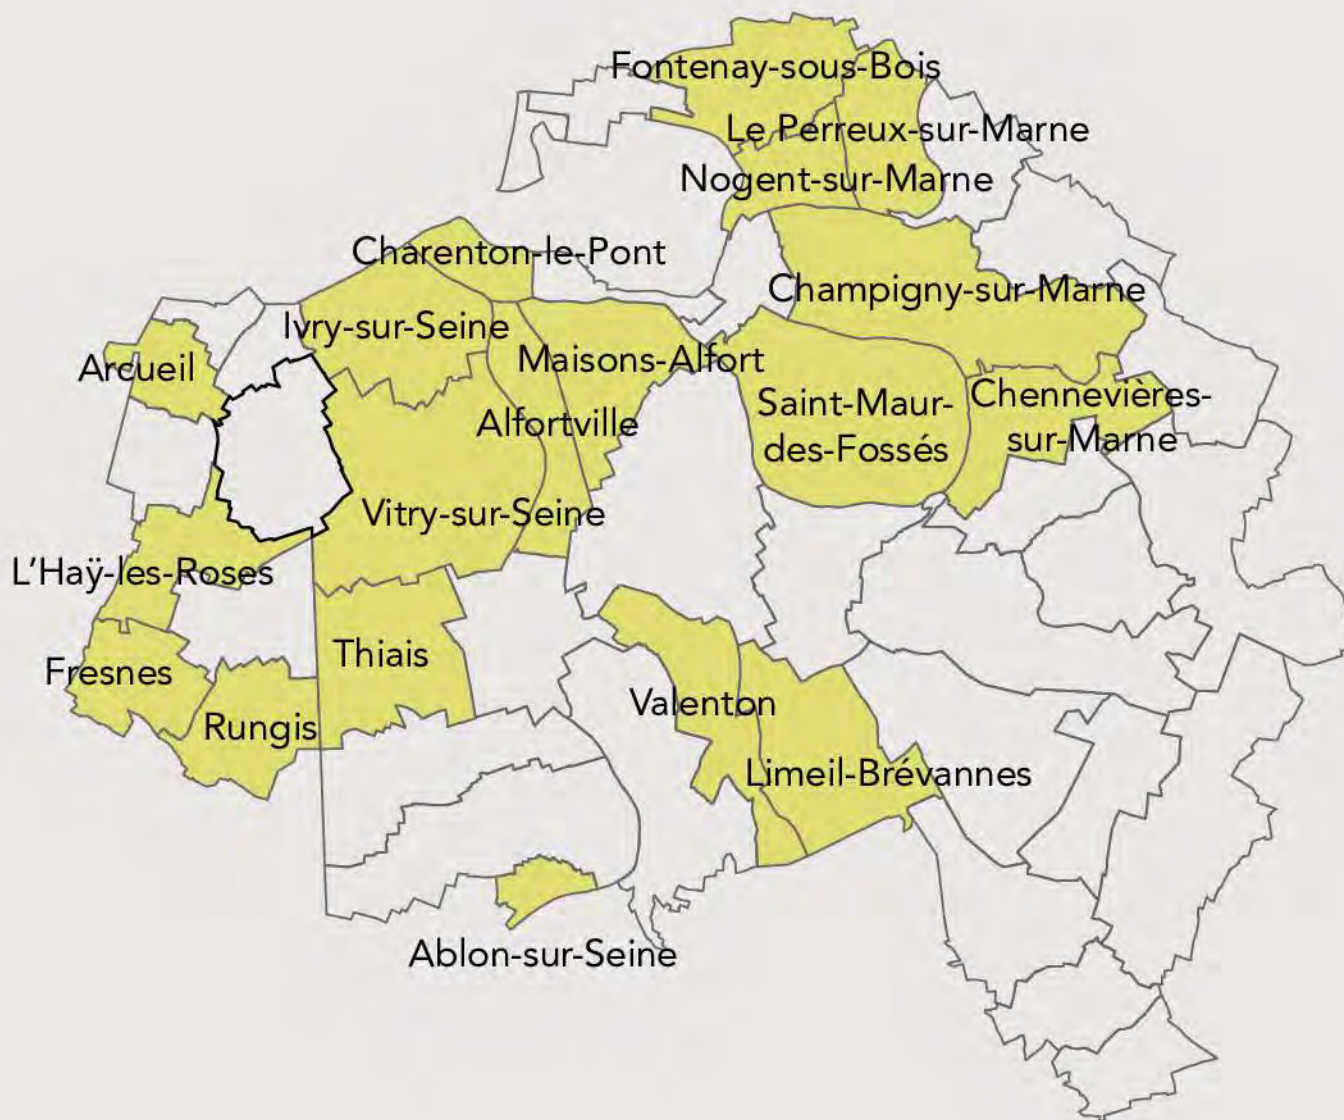 Fontenay-sous-Bois
Le Perreux-sur-Marne
Nogent-sur-Marne
Charenton-le-Pont
Champigny-sur-Marne
Ivry-sur-Seine
Maisons-Alfort
Arcueil
Saint-Maur-
des-Fossés
Chennevières-
sur-Marne
Alfortville
Vitry-sur-Seine
L'Haÿ-les-Roses
Thiais
Fresnes
Valenton
Rungis
Limeil-Brévannes
Ablon-sur-Seine